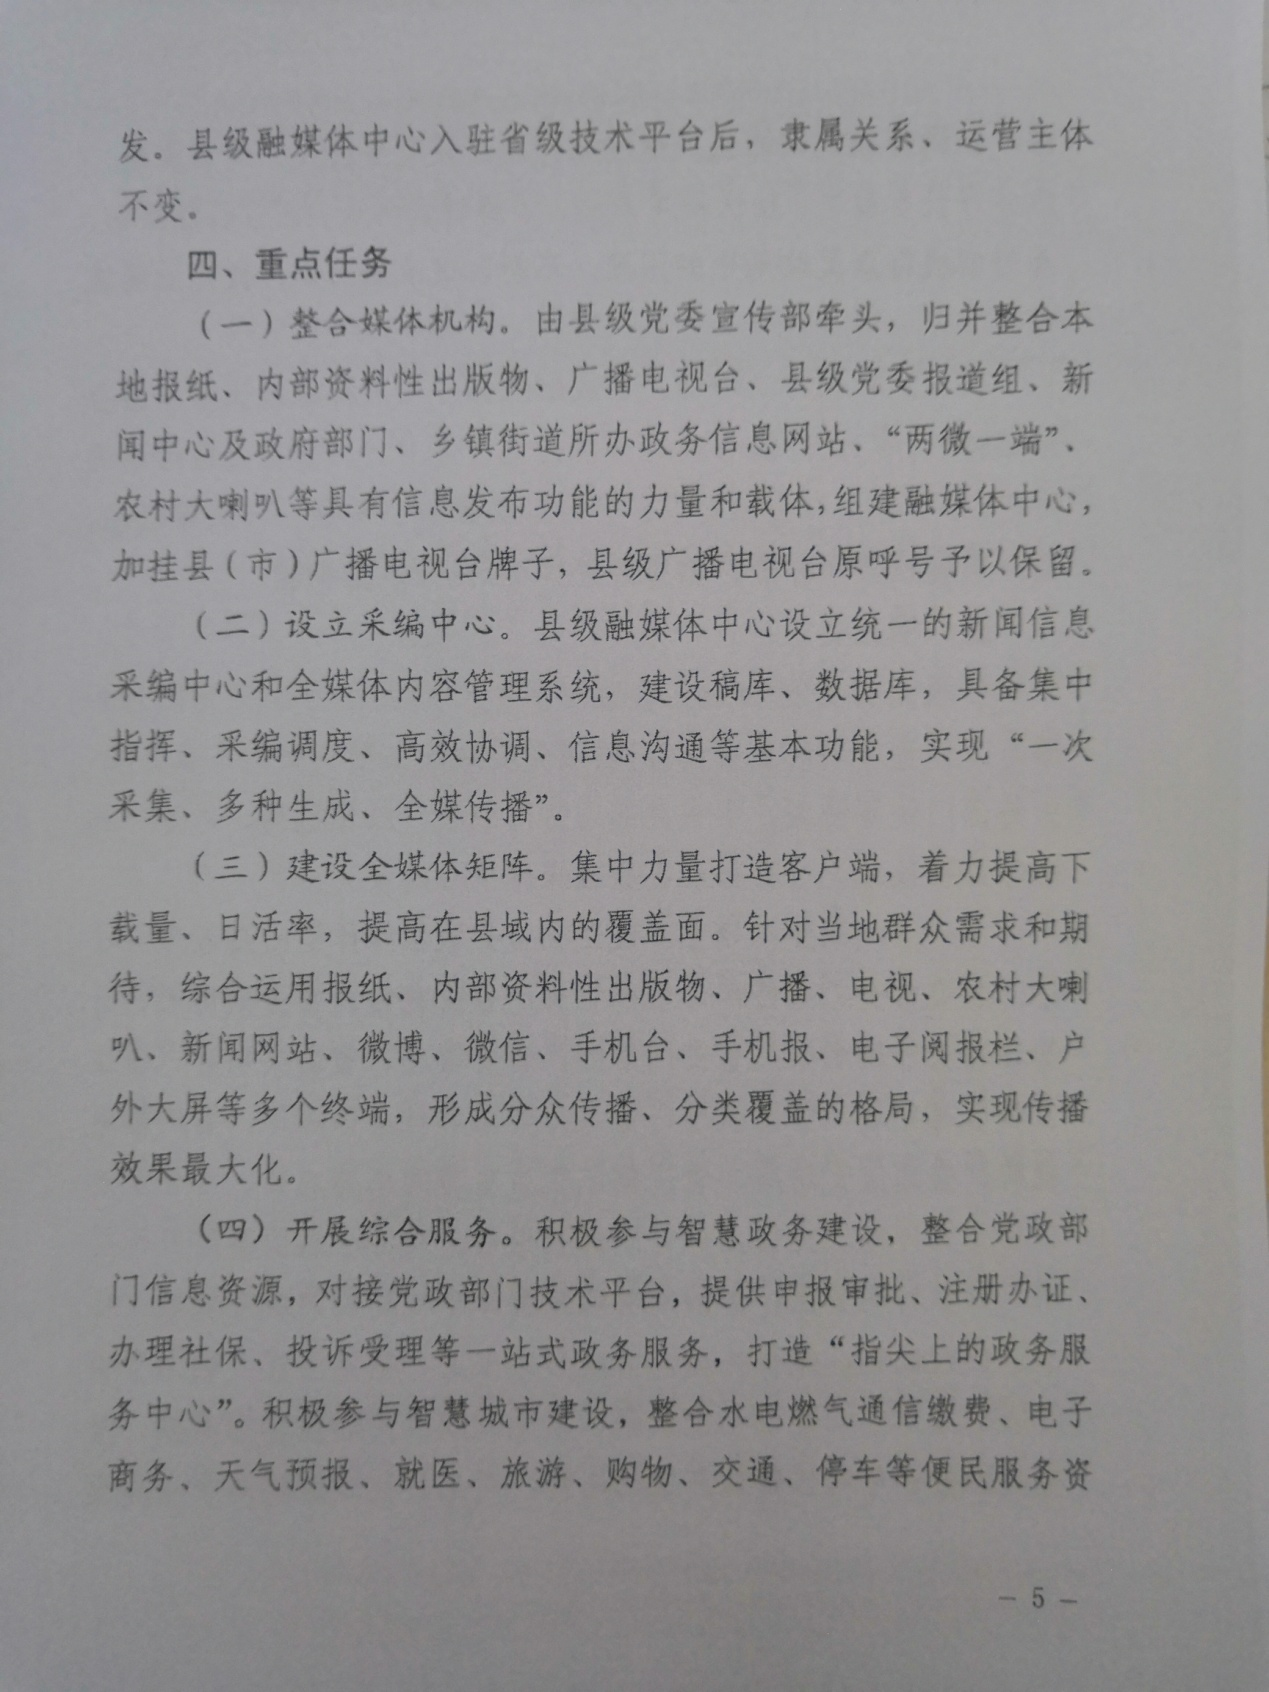 发。县级融媒体中心入驻省级技术平台后，隶属关系、运营主体
不变。
四、重点任务
（一）整合媒体机构。由县级党委宣传部牵头，归并整合本
地报纸、内部资料性出版物、广播电视台、县级党委报道组、新
闻中心及政府部门、乡镇街道所办政务信息网站、“两微一端”、
农村大喇叭等具有信息发布功能的力量和载体，组建融媒体中心，
加挂县（市）广播电视台牌子，县级广播电视台原呼号予以保留。
（二）设立采编中心。县级融媒体中心设立统一的新闻信息
采编中心和全媒体内容管理系统，建设稿库、数据库，具备集中
指挥、采编调度、高效协调、信息沟通等基本功能，实现“一次
采集、多种生成、全媒传播”。
（三）建设全媒体矩阵。集中力量打造客户端，着力提高下
载量、日活率，提高在县域内的覆盖面。针对当地群众需求和期
待，综合运用报纸、内部资料性出版物、广播、电视、农村大喇
叭、新闻网站、微博、微信、手机台、手机报、电子阅报栏、户
外大屏等多个终端，形成分众传播、分类覆盖的格局，实现传播
效果最大化。
（四）开展综合服务。积极参与智慧政务建设，整合党政部
门信息资源，对接党政部门技术平台，提供申报审批、注册办证、
办理社保、投诉受理等一站式政务服务，打造“指尖上的政务服
务中心”。积极参与智慧城市建设，整合水电燃气通信缴费、电子
商务、天气预报、就医、旅游、购物、交通、停车等便民服务资
— 5 —